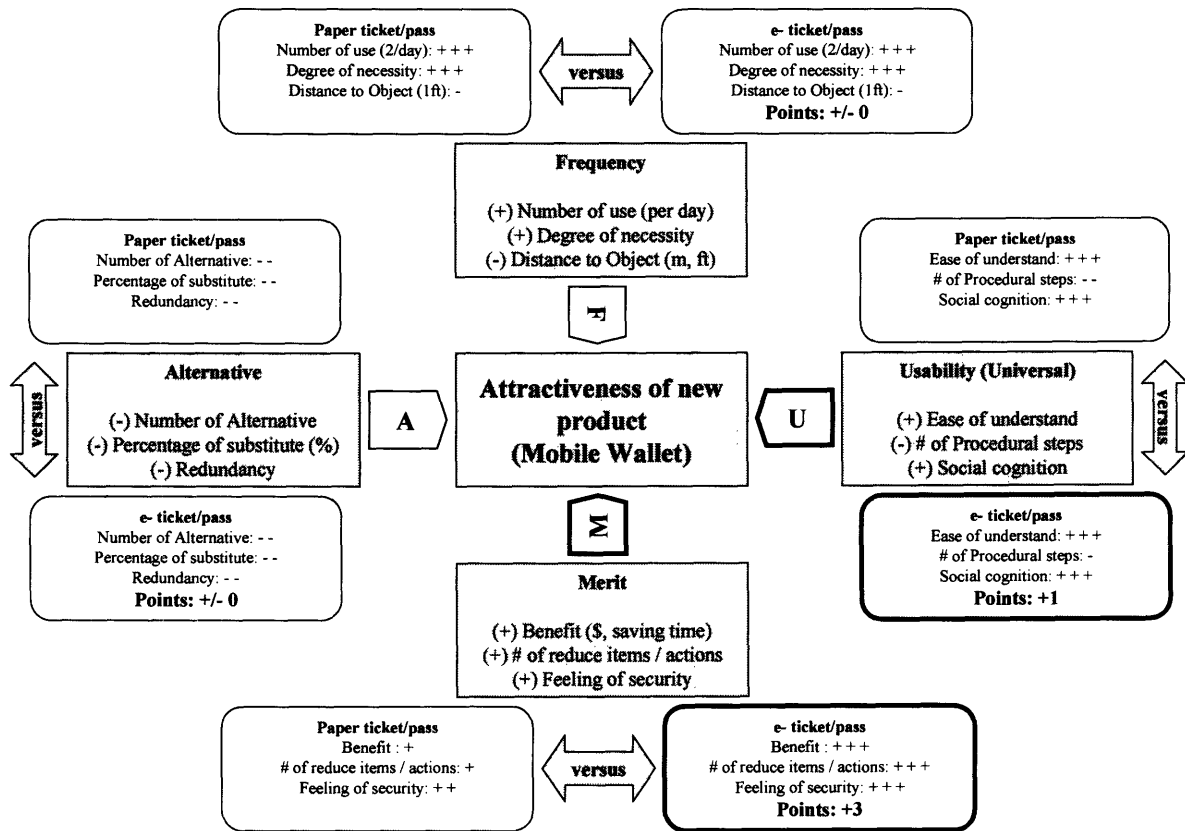 Paper ticket/pass
Number of use (2/day): + + +
Degree of necessity: + + +
Distance to Object (1ft): -
versus
e- ticket/pass
Number of use (2/day): + + +
Degree of necessity: + + +
Distance to Object (1ft): -
Points: +/- 0
Frequency
(+) Number of use (per day)
(+) Degree of necessity
(-) Distance to Object (m, ft)
F
Paper ticket/pass
Number of Alternative: - -
Percentage of substitute: - -
Redundancy: - -
versus
Alternative
(-) Number of Alternative
(-) Percentage of substitute (%)
(-) Redundancy
A
e- ticket/pass
Number of Alternative: - -
Percentage of substitute: - -
Redundancy: - -
Points: +/- 0
Attractiveness of new
product
(Mobile Wallet)
Paper ticket/pass
Ease of understand: + + +
# of Procedural steps: - -
Social cognition: + + +
U
Usability (Universal)
(+) Ease of understand
(-) # of Procedural steps
(+) Social cognition
versus
e- ticket/pass
Ease of understand: + + +
# of Procedural steps: -
Social cognition: + + +
Points: +1
M
Merit
(+) Benefit ($, saving time)
(+) # of reduce items / actions
(+) Feeling of security
Paper ticket/pass
Benefit : +
# of reduce items / actions: +
Feeling of security: + +
versus
e- ticket/pass
Benefit : + + +
# of reduce items / actions: + + +
Feeling of security: + + +
Points: +3